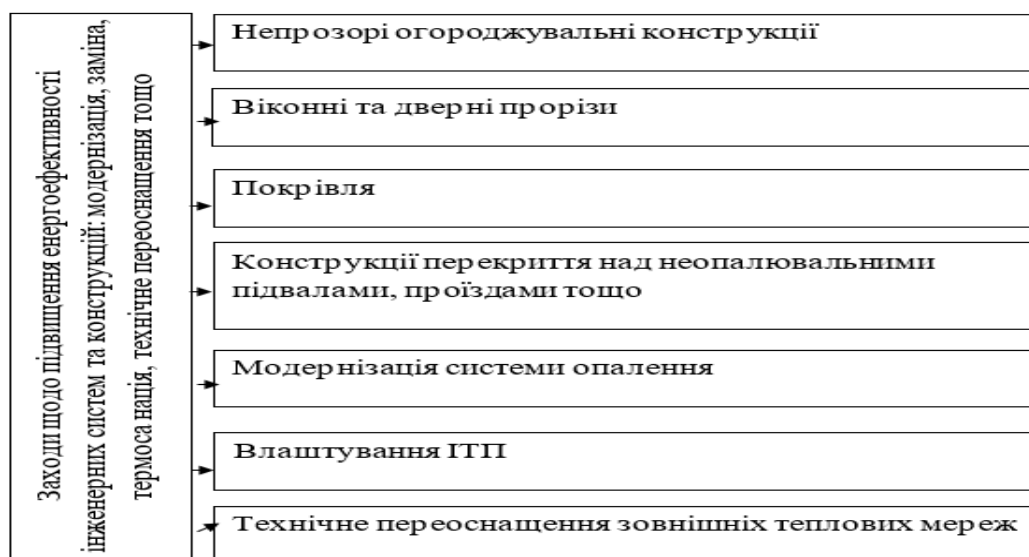 Заходи щодо підвищення енергоефективності
інженерних систем та конструкцій: модернізація, заміна,
термоса нація, технічне переоснащення тощо
Непрозорі огороджувальні конструкції
Віконні та дверні прорізи
Покрівля
Конструкції перекриття над неопалювальними
підвалами, проїздами тощо
Модернізація системи опалення
Влаштування ІТП
Технічне переоснащення зовнішніх теплових мереж